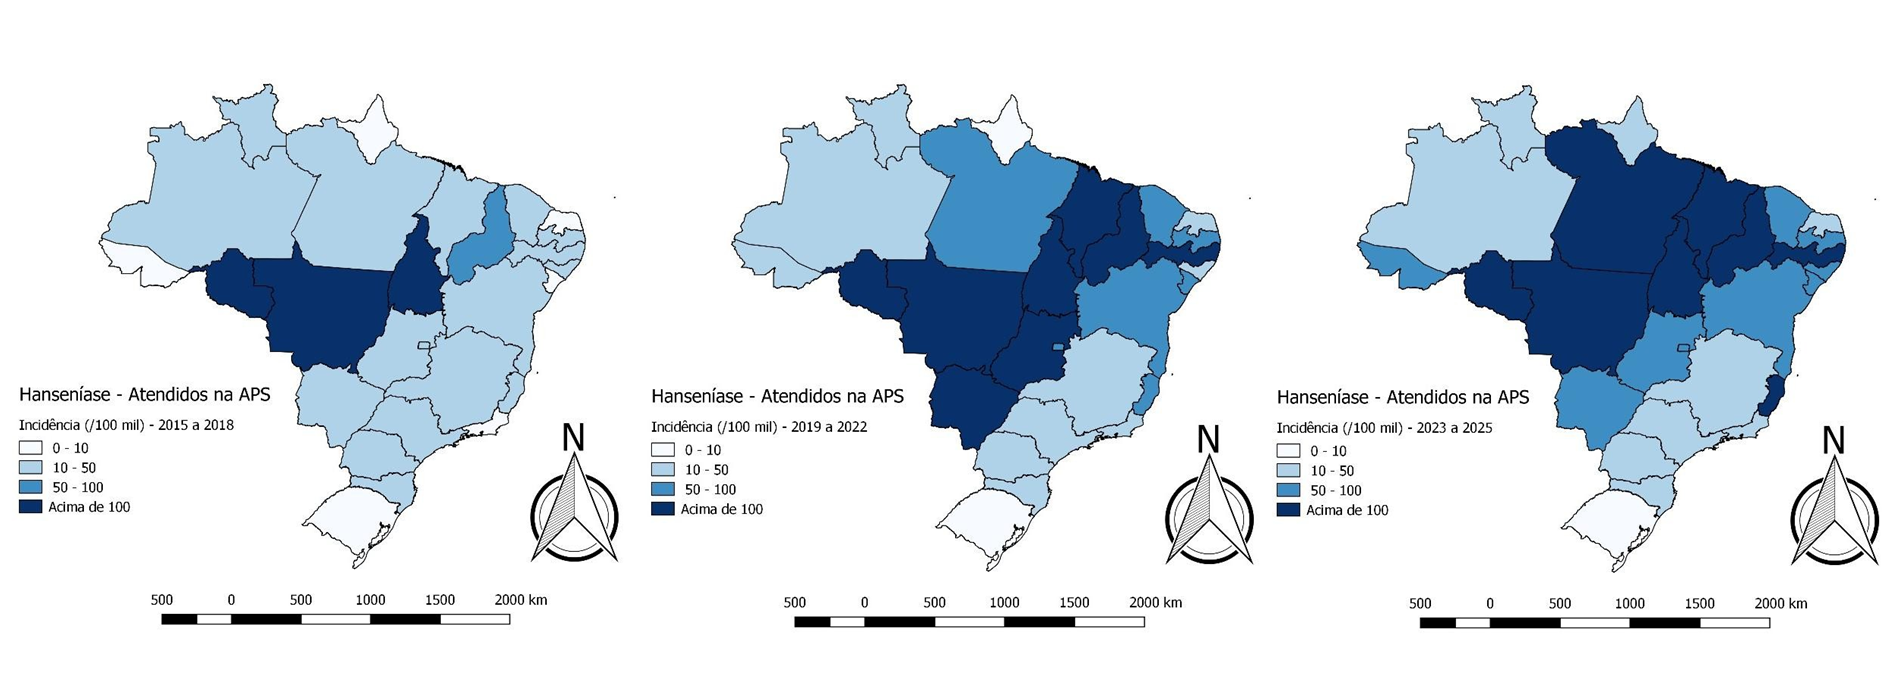 N
Hanseníase - Atendidos na APS
Incidência (/100 mil) - 2015 a 2018
0 - 10
10 - 50
50 - 100
Acima de 100
500 0 500 1000 1500 2000 km
N
Hanseníase - Atendidos na APS
Incidência (/100 mil) - 2019 a 2022
0 - 10
10 - 50
50 - 100
Acima de 100
500 0 500 1000 1500 2000 km
N
Hanseníase - Atendidos na APS
Incidência (/100 mil) - 2023 a 2025
0 - 10
10 - 50
50 - 100
Acima de 100
500 0 500 1000 1500 2000 km